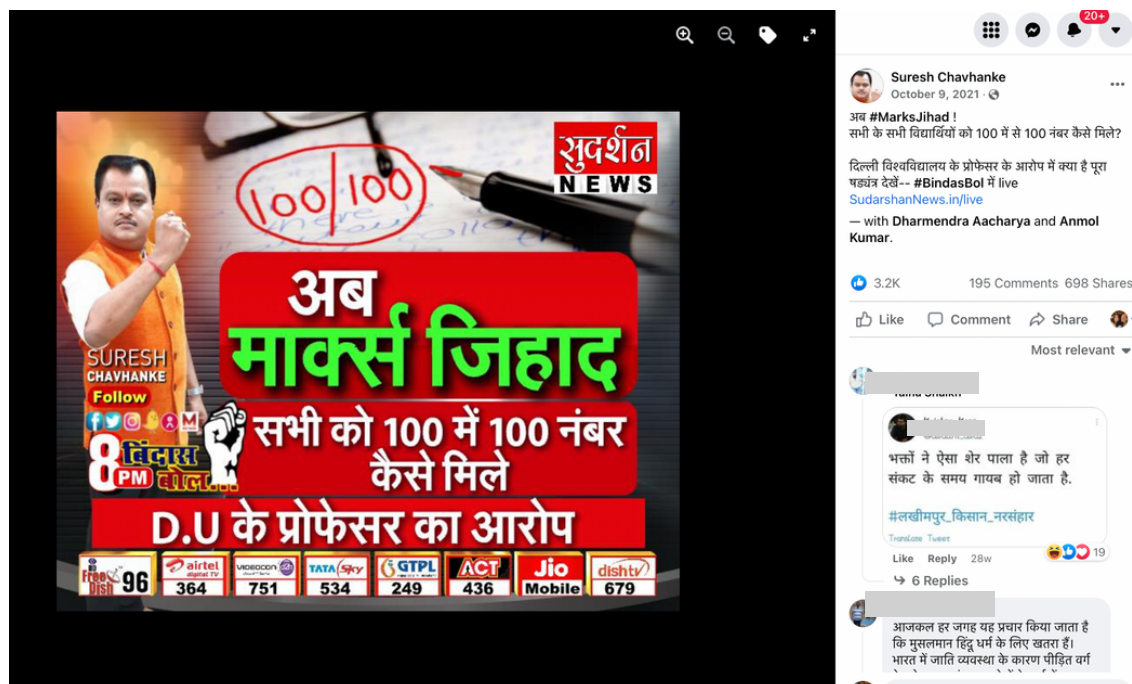 20+
Suresh Chavhanke
October 9, 2021
अब #MarksJihad !
सभी के सभी विद्यार्थियों को 100 में से 100 नंबर कैसे मिले?
दिल्ली विश्वविद्यालय के प्रोफेसर के आरोप में क्या है पूरा
षड्यंत्र देखें-- #BindasBol में live
SudarshanNews.in/live
— with Dharmendra Aacharya and Anmol
Kumar.
3.2K
195 Comments 698 Shares
Like Comment Share
Most relevant
भक्तों ने ऐसा शेर पाला है जो हर
संकट के समय गायब हो जाता है.
#लखीमपुर_किसान_नरसंहार
Translate Tweet
19
Like Reply 28w
6 Replies
आजकल हर जगह यह प्रचार किया जाता है
कि मुसलमान हिंदू धर्म के लिए खतरा हैं।
भारत में जाति व्यवस्था के कारण पीड़ित वर्ग
100/100
सुदर्शन
NEWS
अब
मार्क्स जिहाद
सभी को 100 में 100 नंबर
कैसे मिले
D.U के प्रोफेसर का आरोप
SURESH
CHAVHANKE
Follow
8 PM
बिंदास
बोल...
Free Dish 96
airtel digital TV 364
VIDEOCON d2h 751
TATA Sky 534
GTPL 249
ACT 436
Jio Mobile
dishtv 679